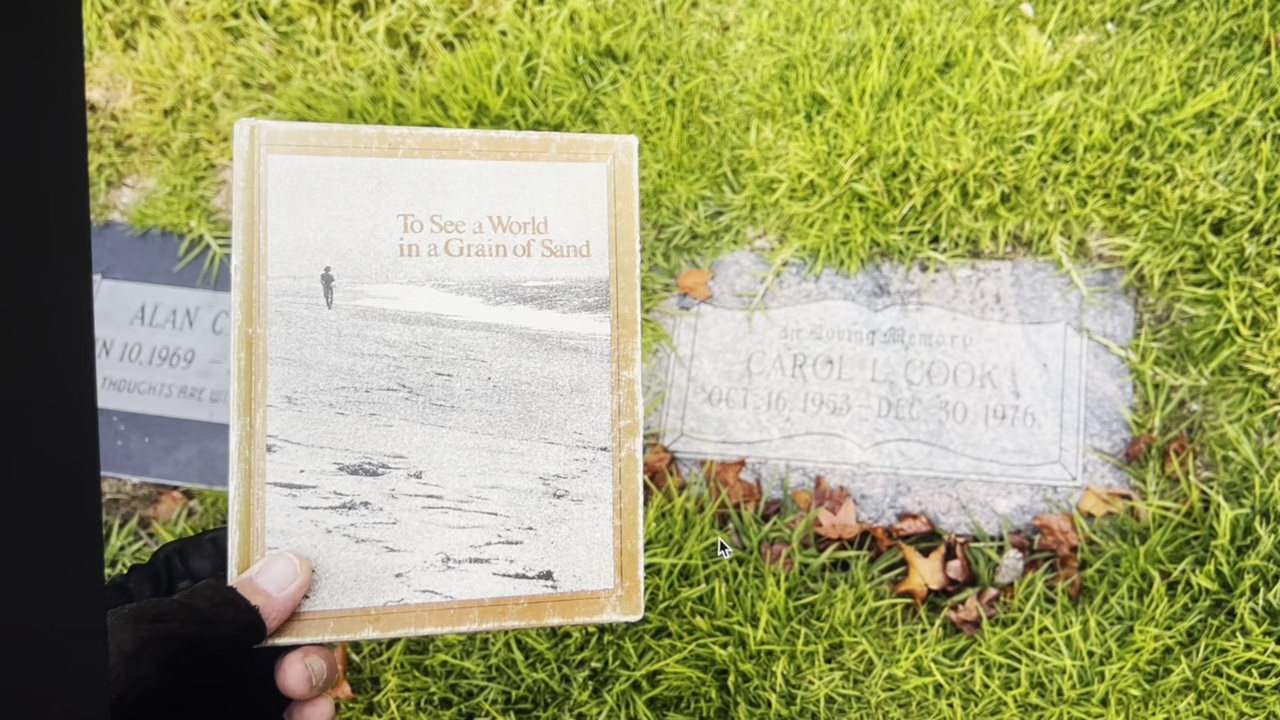 To See a World
in a Grain of Sand
ALAN C
N 10, 1969 –
THOUGHTS ARE WI
In Loving Memory
CAROL L. COOK
OCT. 16, 1953 – DEC. 30, 1976